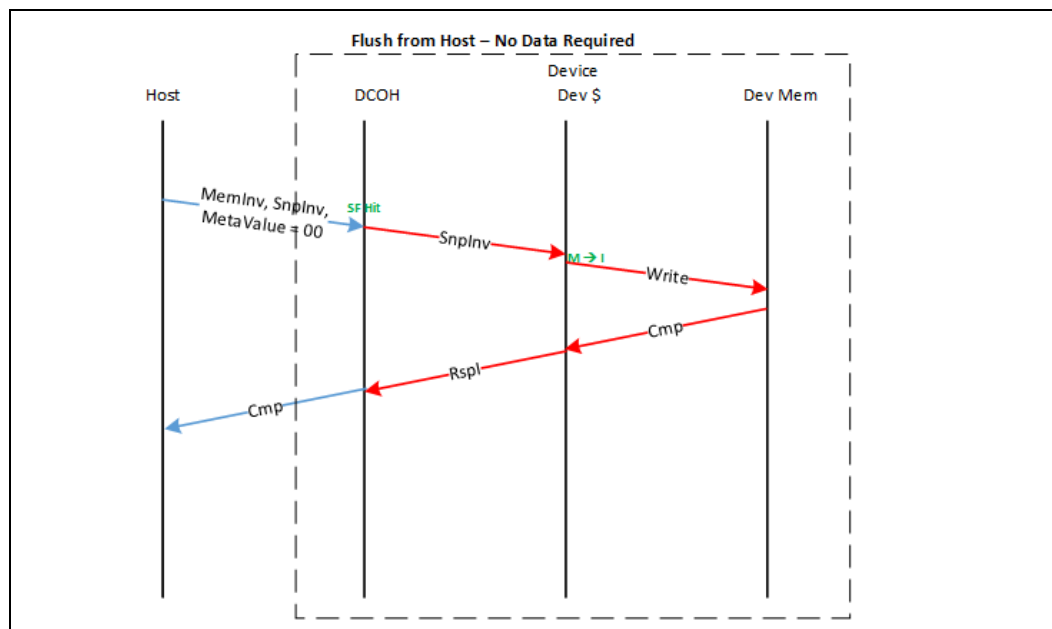 Flush from Host – No Data Required
Device
Host
DCOH
Dev $
Dev Mem
MemInv, SnpInv,
MetaValue = 00
SF Hit
SnpInv
M → I
Write
Cmp
RspI
Cmp